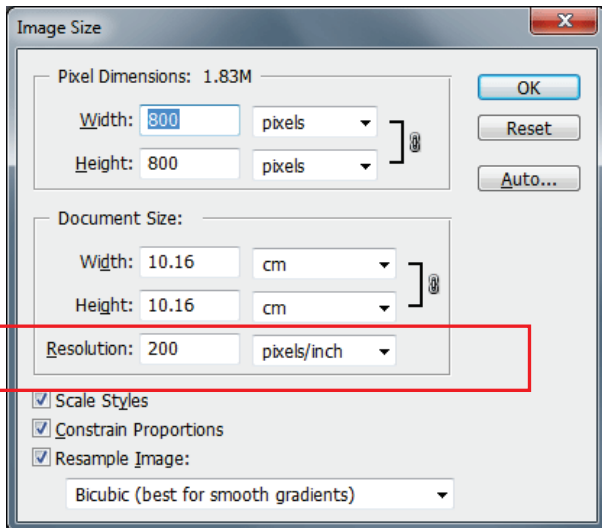 Image Size
Pixel Dimensions: 1.83M
OK
Width: 800 pixels
Reset
Height: 800 pixels
Auto...
Document Size:
Width: 10.16 cm
Height: 10.16 cm
Resolution: 200 pixels/inch
Scale Styles
Constrain Proportions
Resample Image:
Bicubic (best for smooth gradients)